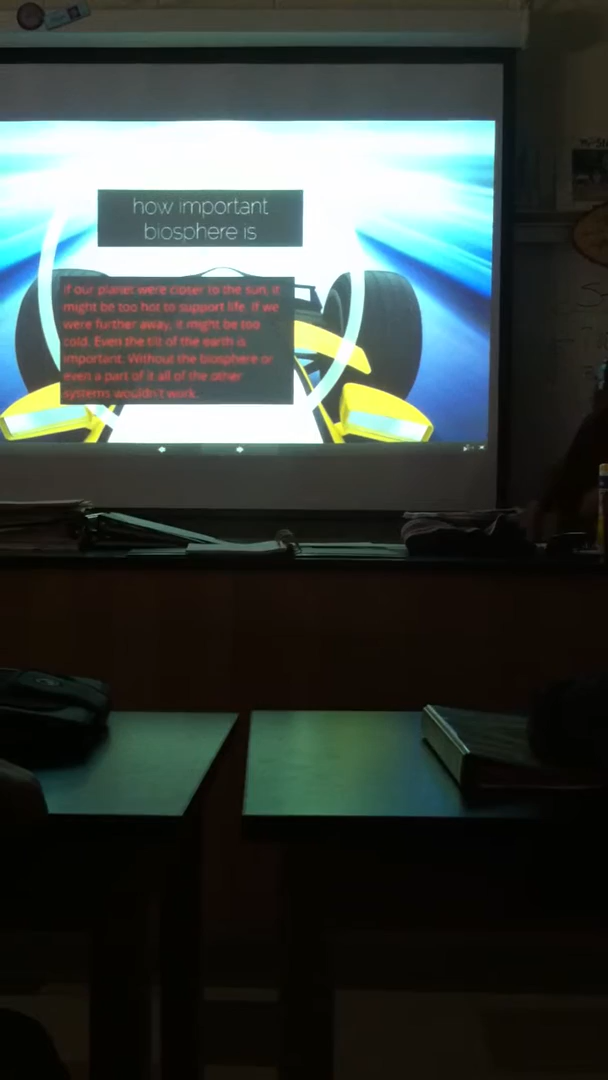 how important
biosphere is
If our planet were closer to the sun, it
might be too hot to support life. If we
were further away, it might be too
cold. Even the tilt of the earth is
important. Without the biosphere or
even a part of it all of the other
systems wouldn't work.